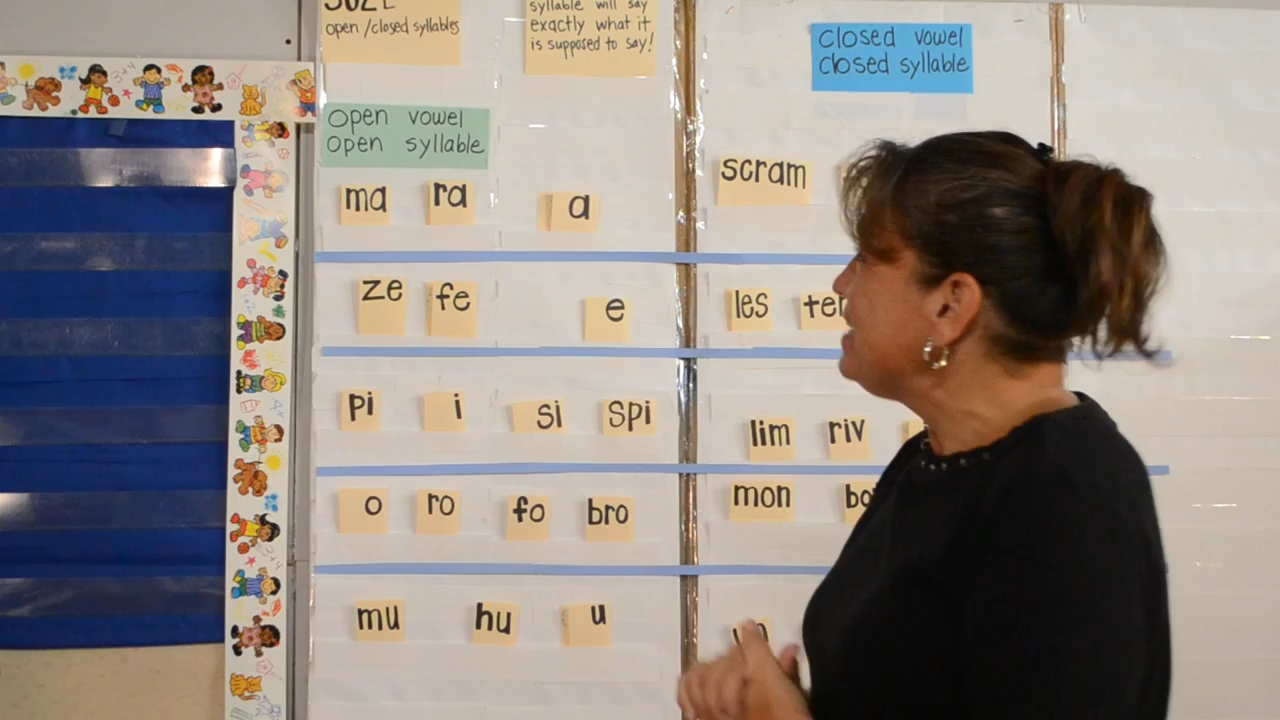 open/closed syllables
syllable will say
exactly what it
is supposed to say!
closed vowel
closed syllable
open vowel
open syllable
ma ra a
scram
ze fe e
les
pi i si spi
lim riv
o ro fo bro
mon
mu hu u